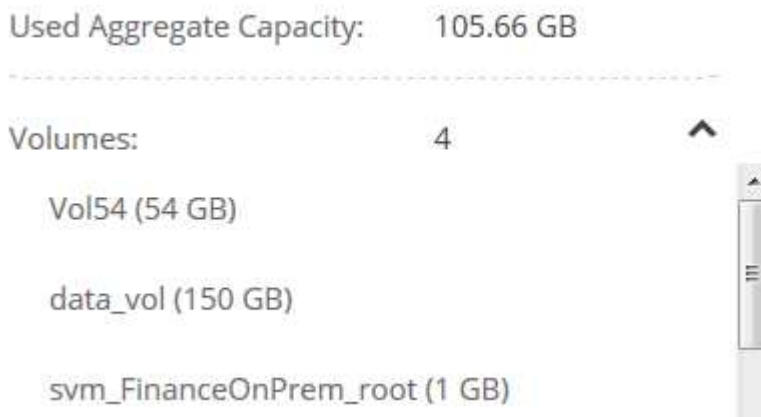 Used Aggregate Capacity: 105.66 GB
Volumes: 4
Vol54 (54 GB)
data_vol (150 GB)
svm_FinanceOnPrem_root (1 GB)